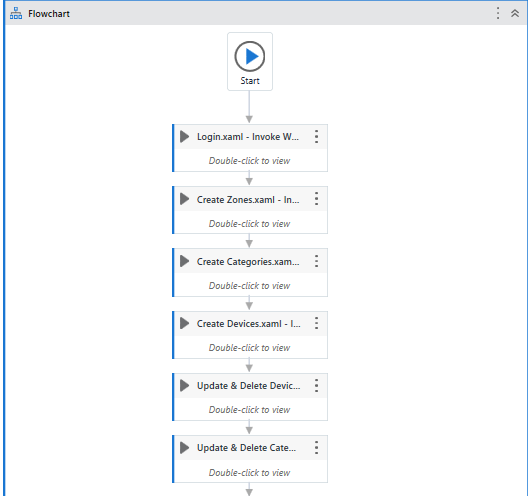 Flowchart
Start
Login.xaml - Invoke W...
Double-click to view
Create Zones.xaml - In...
Double-click to view
Create Categories.xam...
Double-click to view
Create Devices.xaml - I...
Double-click to view
Update & Delete Devic...
Double-click to view
Update & Delete Cate...
Double-click to view